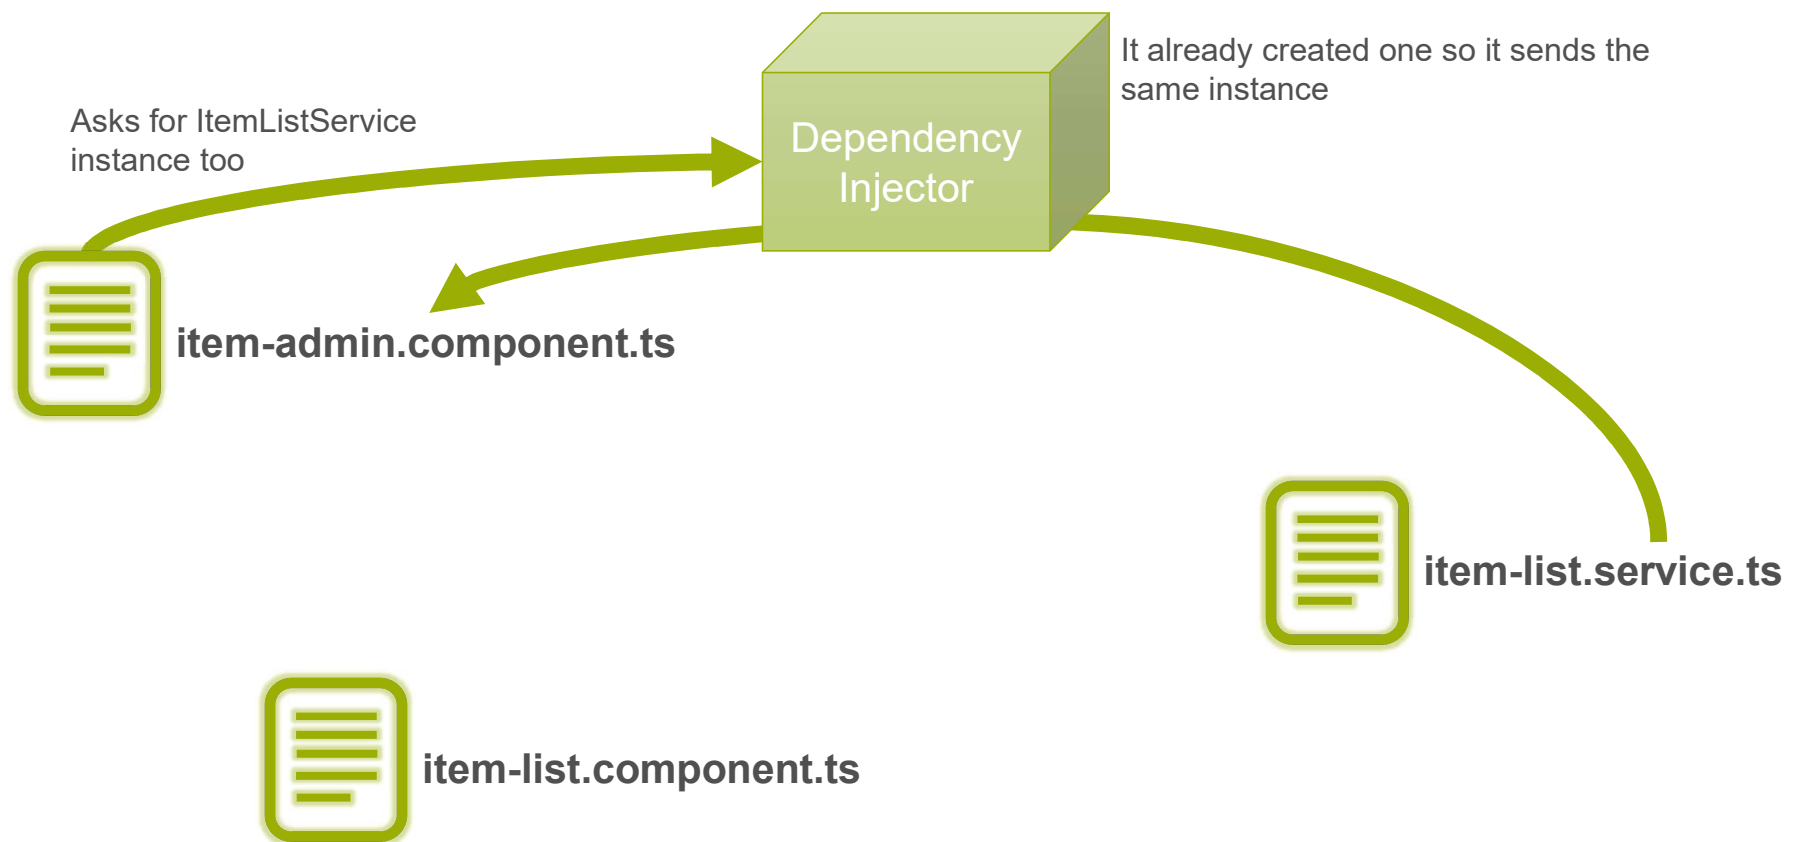 It already created one so it sends the
same instance
Asks for ItemListService
instance too
Dependency
Injector
item-admin.component.ts
item-list.service.ts
item-list.component.ts